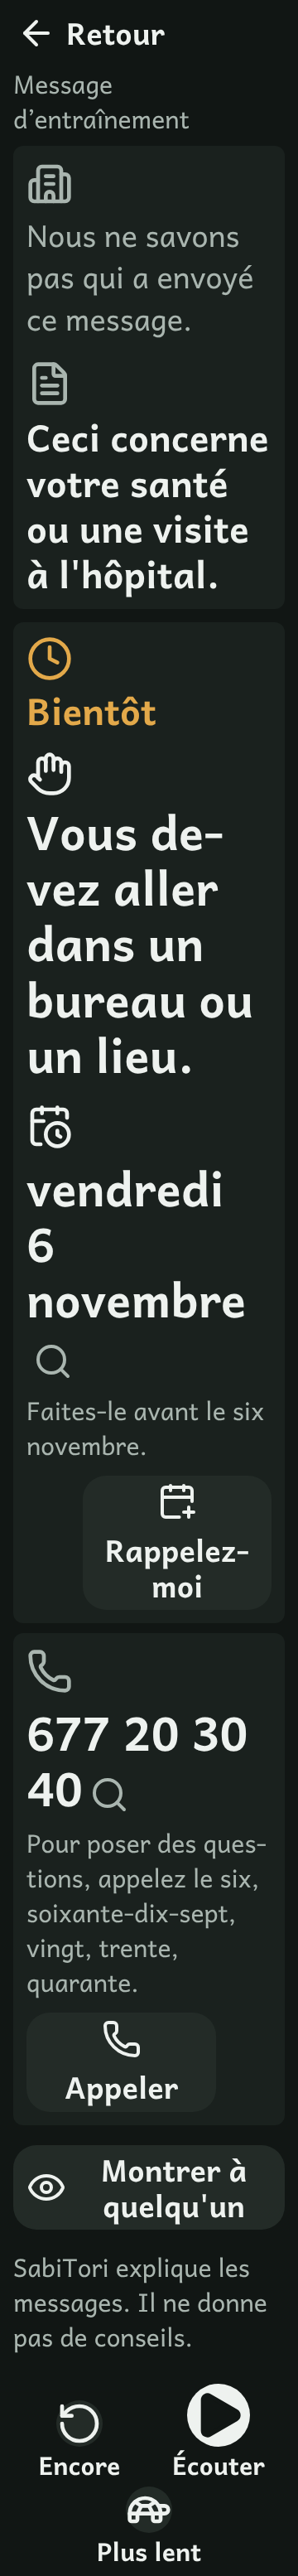 Retour
Message
d’entraînement
Nous ne savons
pas qui a envoyé
ce message.
Ceci concerne
votre santé
ou une visite
à l'hôpital.
Bientôt
Vous de-
vez aller
dans un
bureau ou
un lieu.
vendredi
6
novembre
Faites-le avant le six
novembre.
Rappelez-
moi
677 20 30
40
Pour poser des ques-
tions, appelez le six,
soixante-dix-sept,
vingt, trente,
quarante.
Appeler
Montrer à
quelqu'un
SabiTori explique les
messages. Il ne donne
pas de conseils.
Encore
Écouter
Plus lent